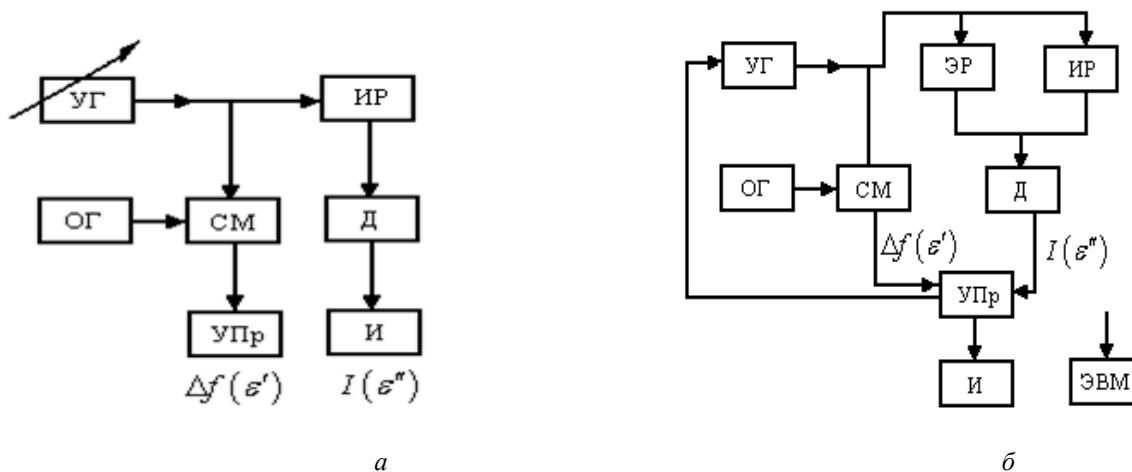 УГ
ИР
ОГ
СМ
Д
УПр
И
Δf(ε′)
I(ε″)
а
УГ
ЭР
ИР
ОГ
СМ
Д
Δf(ε′)
I(ε″)
УПр
И
ЭВМ
б